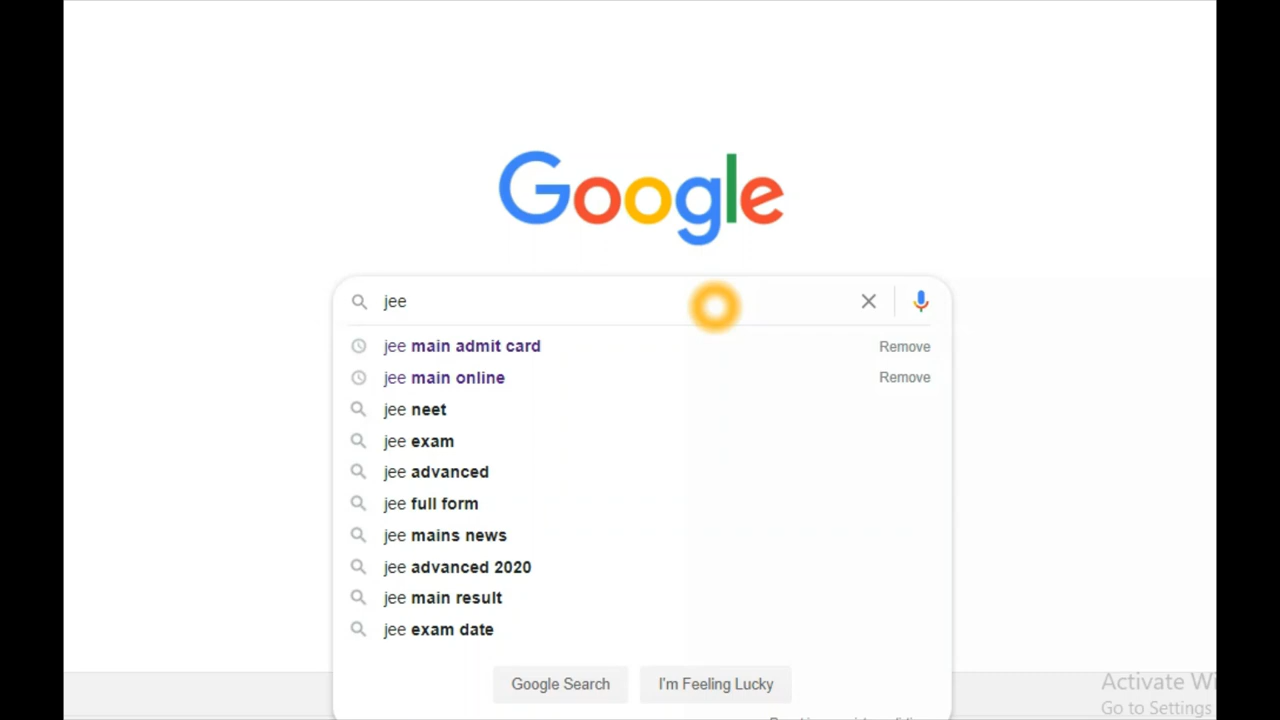 Google
jee
jee main admit card Remove
jee main online Remove
jee neet
jee exam
jee advanced
jee full form
jee mains news
jee advanced 2020
jee main result
jee exam date
Google Search I'm Feeling Lucky
Activate Wi
Go to Settings